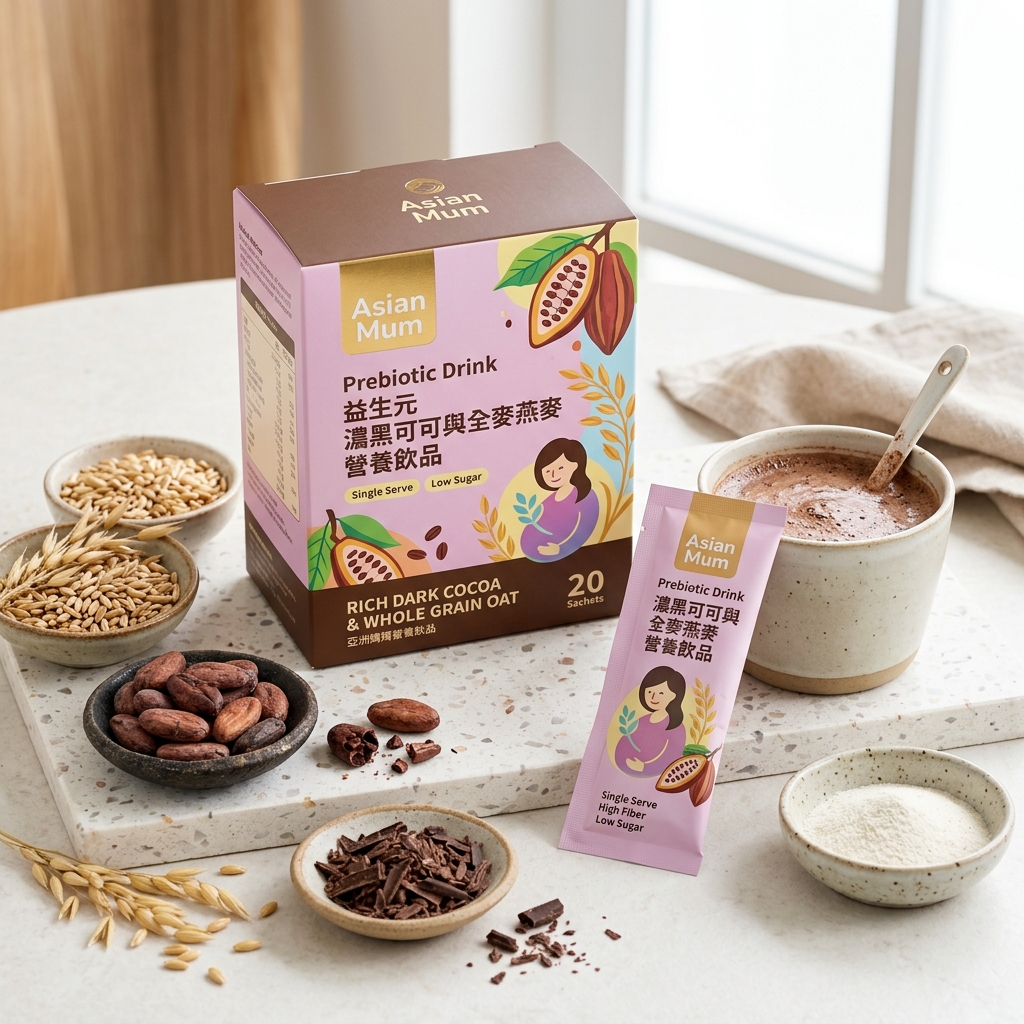 Asian
Mum
Asian
Mum
Prebiotic Drink
益生元
濃黑可可與全麥燕麥
營養飲品
Single Serve
Low Sugar
RICH DARK COCOA
& WHOLE GRAIN OAT
20
Sachets
Asian
Mum
Prebiotic Drink
濃黑可可與
全麥燕麥
營養飲品
Single Serve
High Fiber
Low Sugar